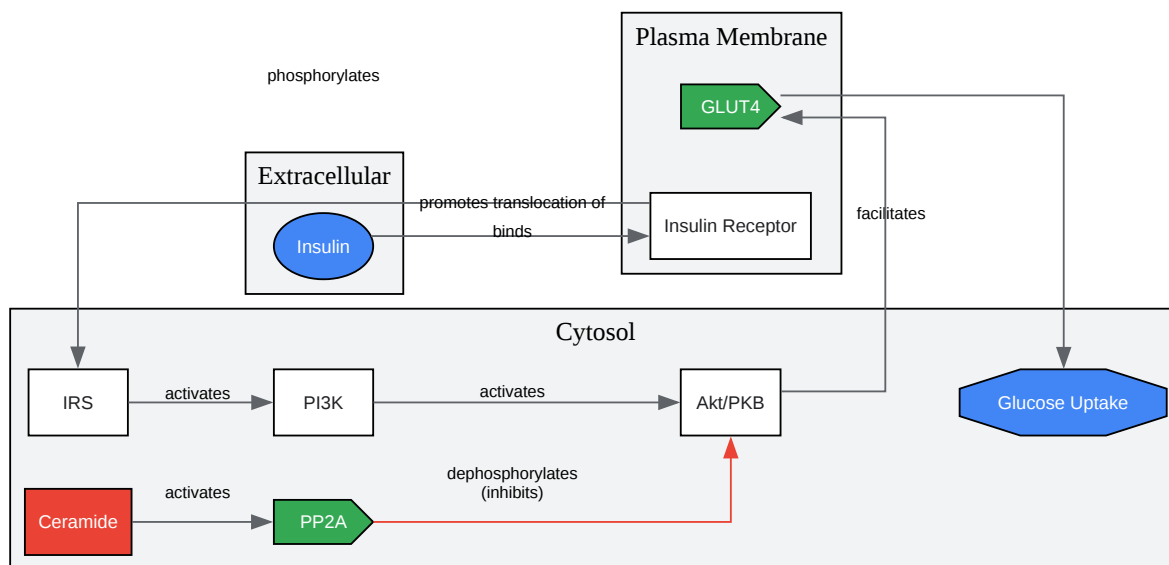 Plasma Membrane
phosphorylates
GLUT4
Extracellular
promotes translocation of
facilitates
Insulin
binds
Insulin Receptor
Cytosol
IRS
activates
PI3K
activates
Akt/PKB
Glucose Uptake
Ceramide
activates
PP2A
dephosphorylates
(inhibits)